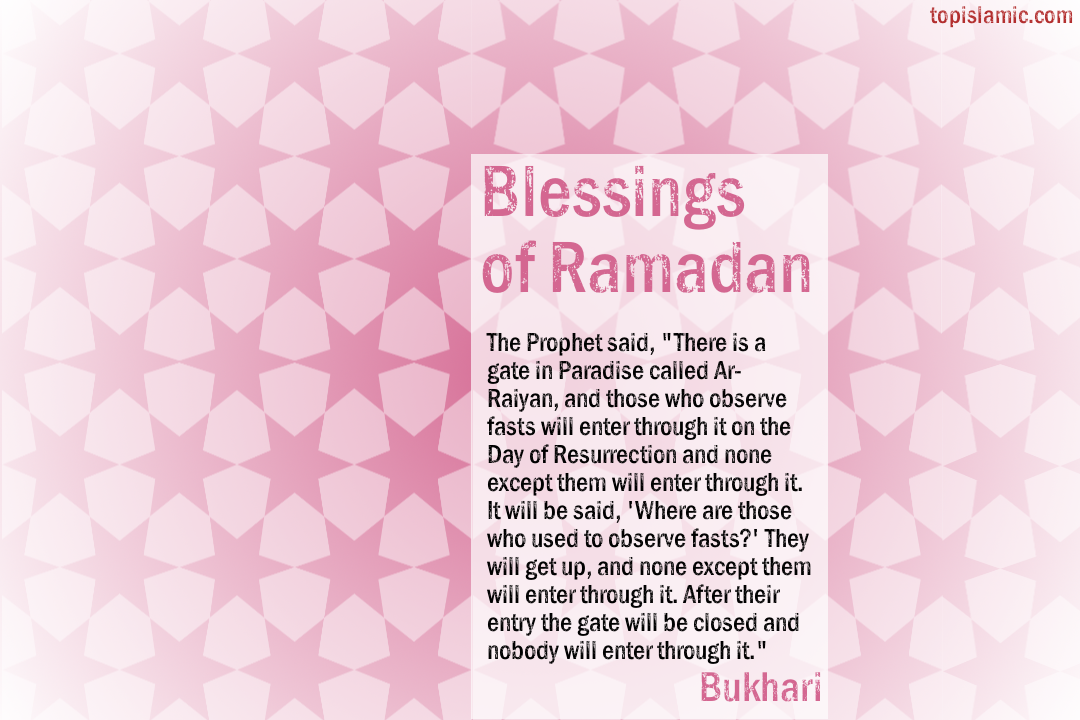 topislamic.com
Blessings
of Ramadan
The Prophet said, "There is a
gate in Paradise called Ar-
Raiyan, and those who observe
fasts will enter through it on the
Day of Resurrection and none
except them will enter through it.
It will be said, 'Where are those
who used to observe fasts?' They
will get up, and none except them
will enter through it. After their
entry the gate will be closed and
nobody will enter through it."
Bukhari